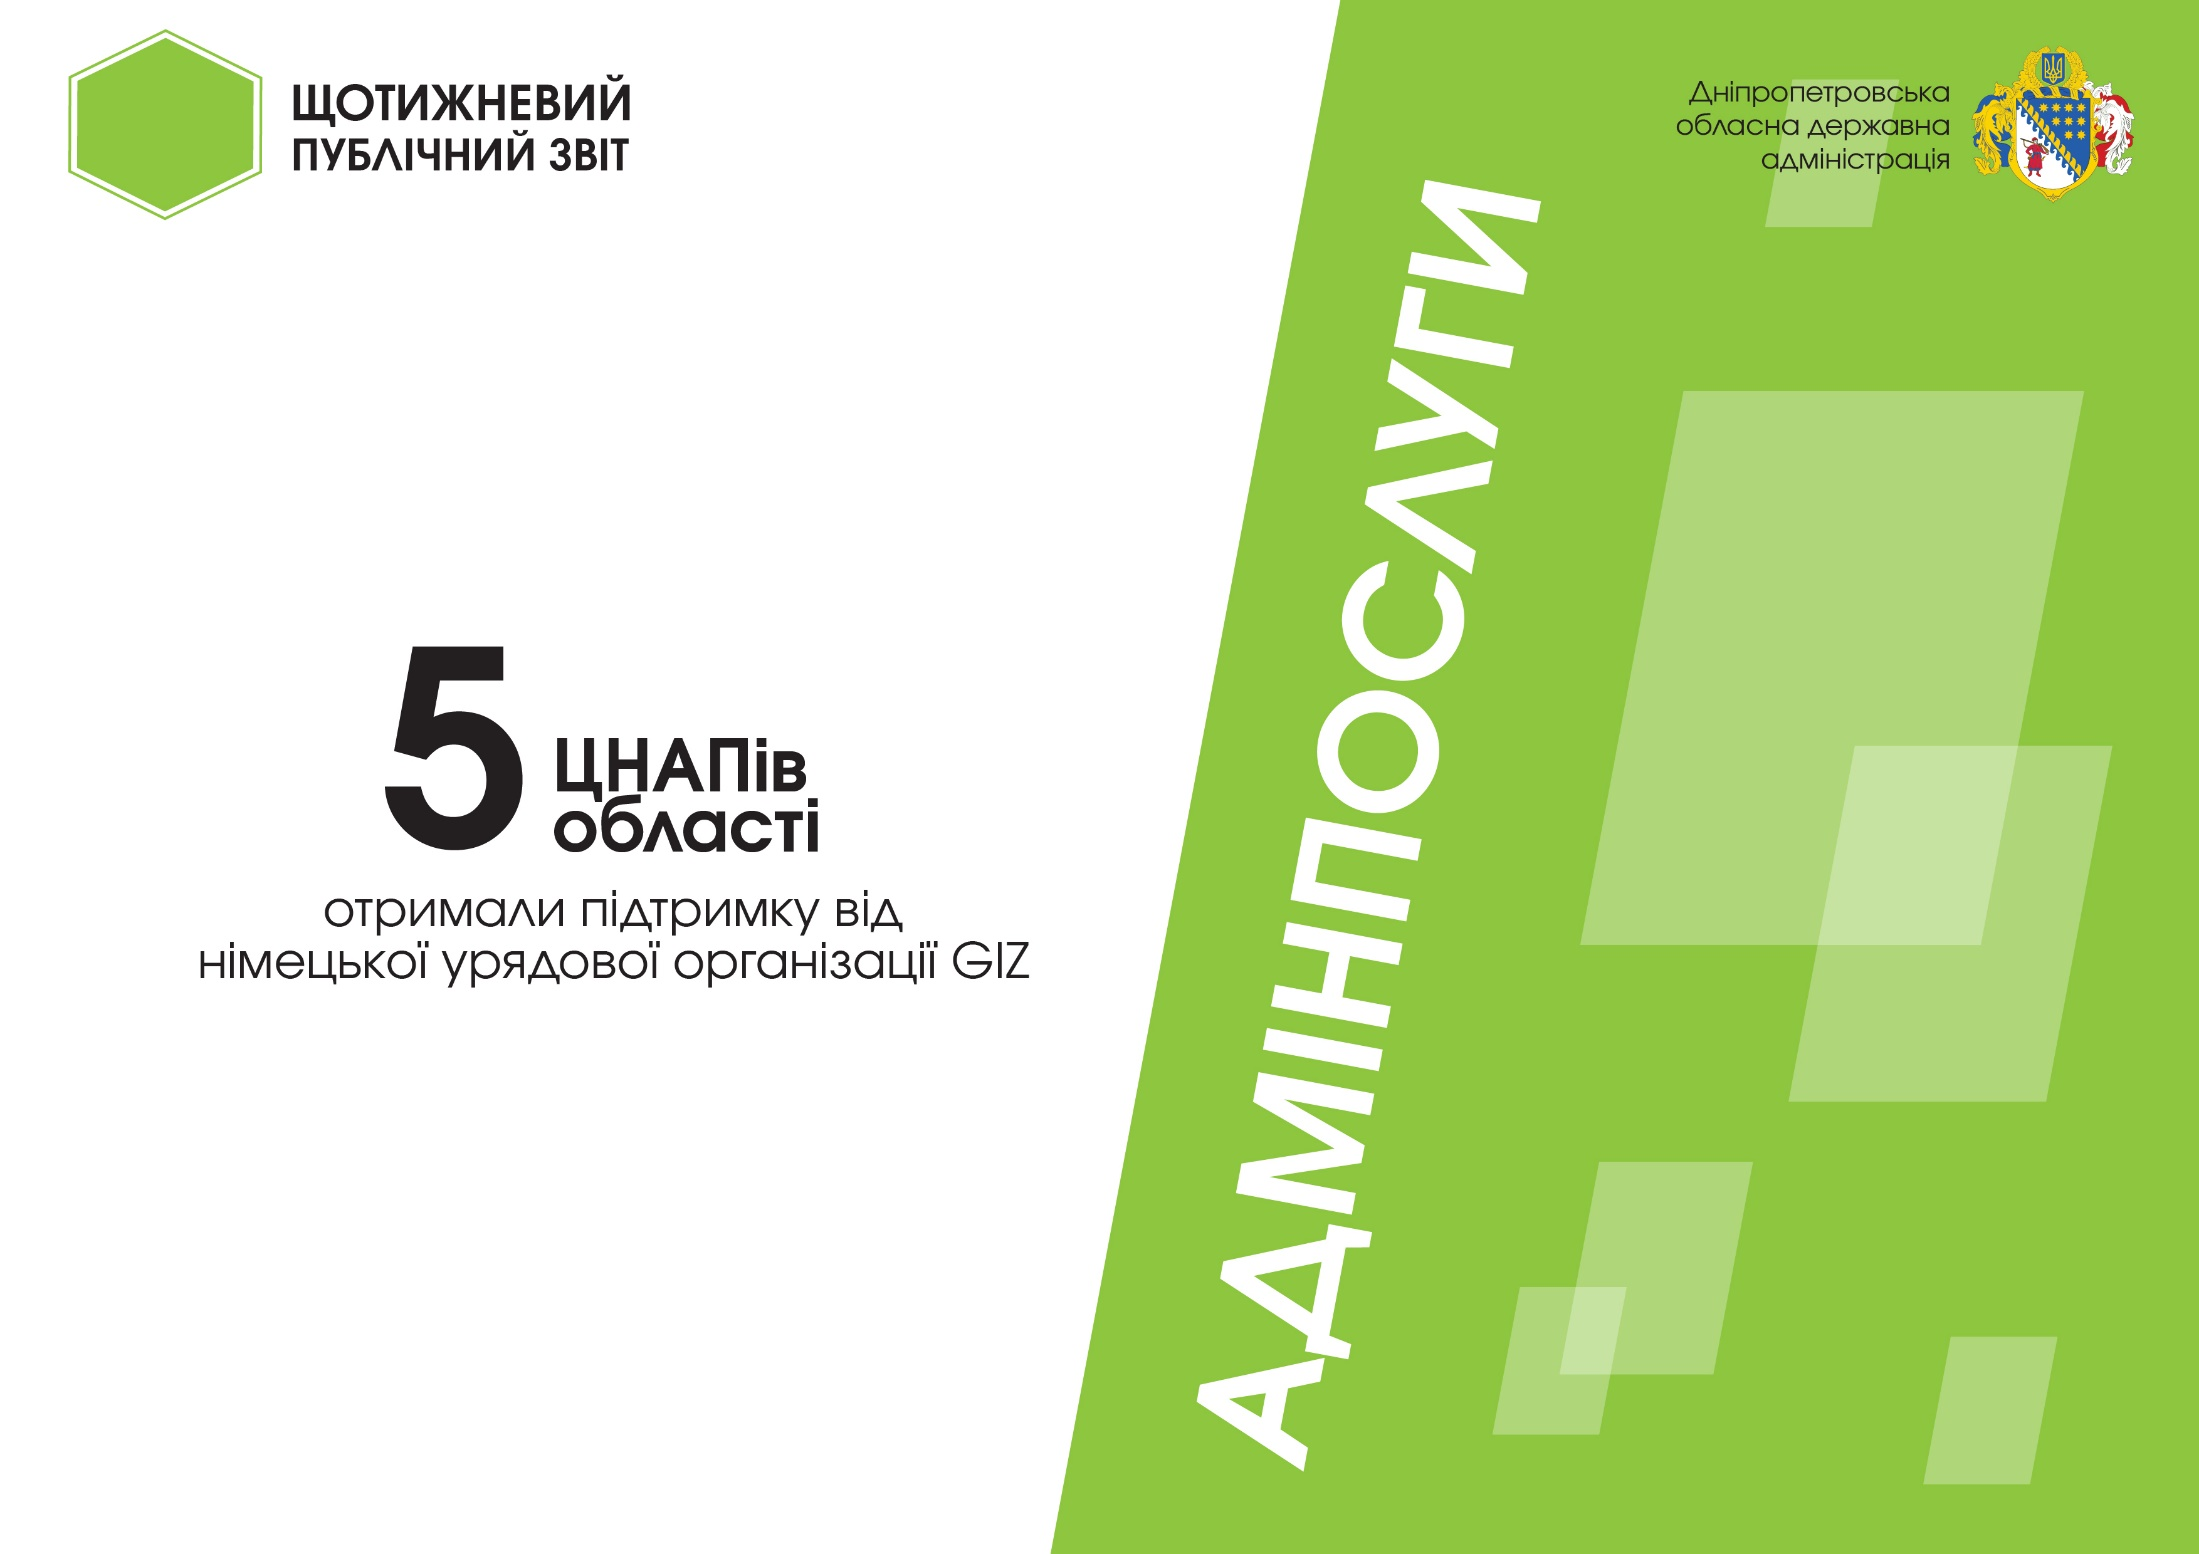 ЩОТИЖНЕВИЙ
ПУБЛІЧНИЙ ЗВІТ
Дніпропетровська
обласна державна
адміністрація
5 ЦНАПів
області
отримали підтримку від
німецької урядової організації GIZ
АДМІНПОСЛУГИ